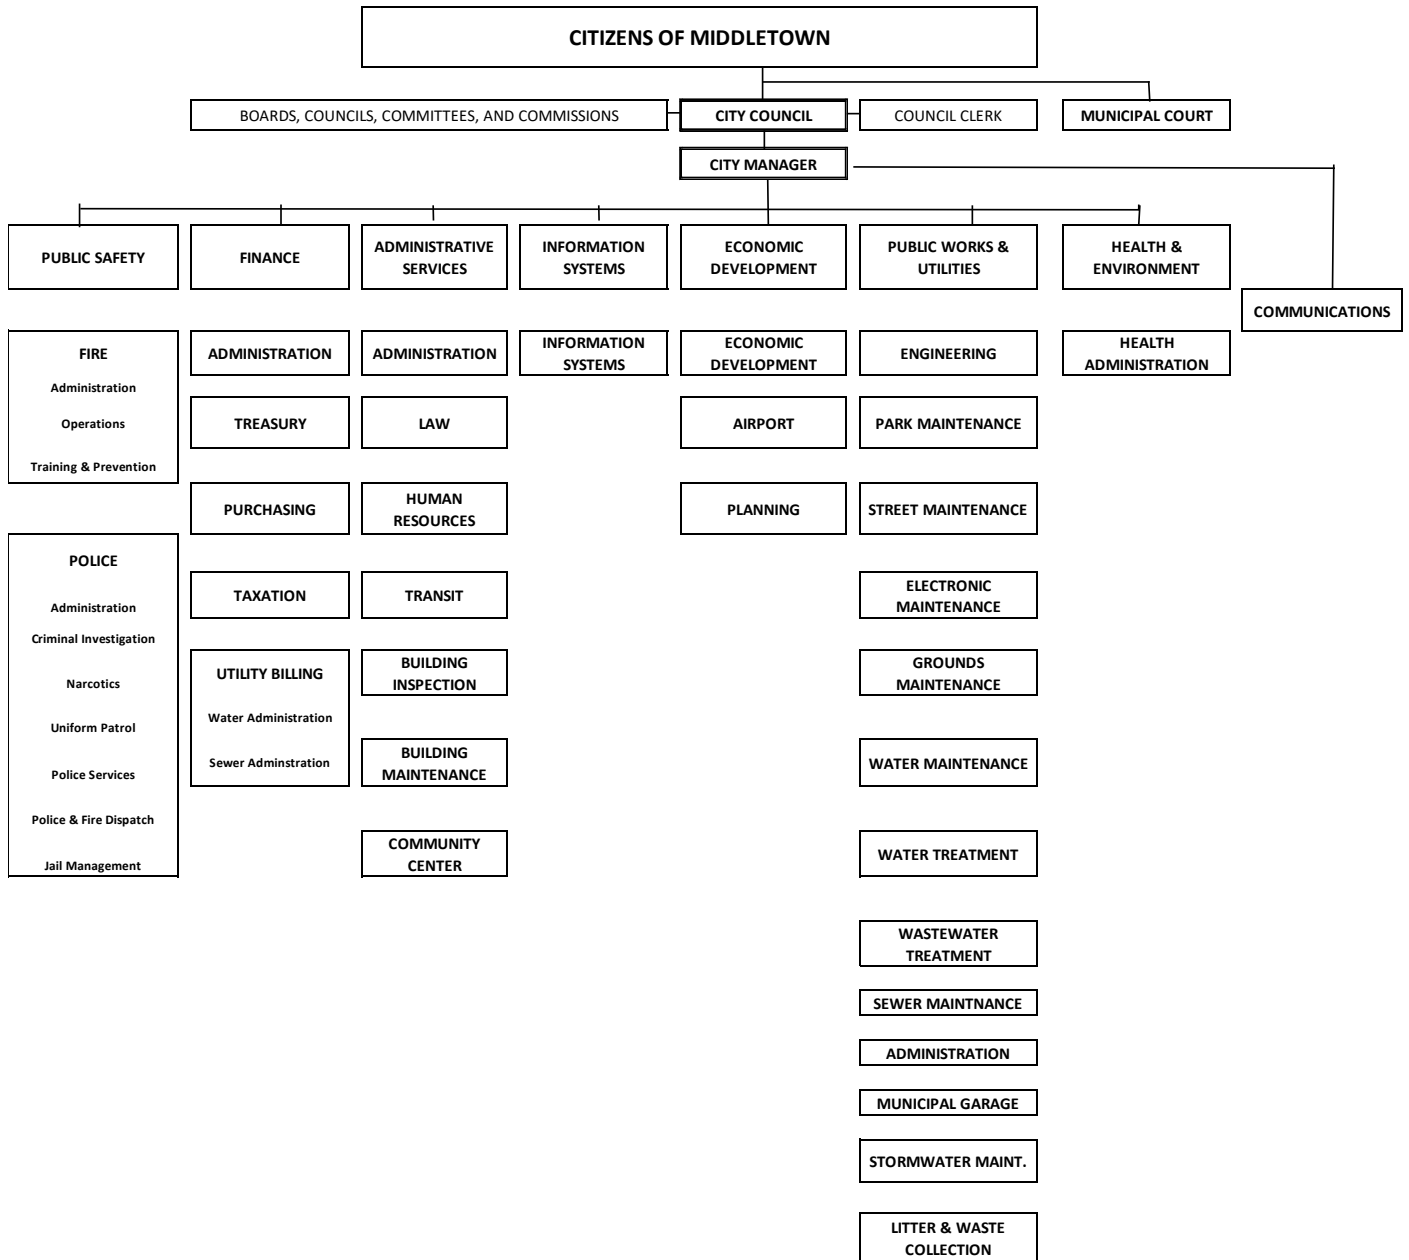 CITIZENS OF MIDDLETOWN
BOARDS, COUNCILS, COMMITTEES, AND COMMISSIONS
CITY COUNCIL
COUNCIL CLERK
MUNICIPAL COURT
CITY MANAGER
PUBLIC SAFETY
FINANCE
ADMINISTRATIVE
SERVICES
INFORMATION
SYSTEMS
ECONOMIC
DEVELOPMENT
PUBLIC WORKS &
UTILITIES
HEALTH &
ENVIRONMENT
COMMUNICATIONS
FIRE
Administration
Operations
Training & Prevention
POLICE
Administration
Criminal Investigation
Narcotics
Uniform Patrol
Police Services
Police & Fire Dispatch
Jail Management
ADMINISTRATION
TREASURY
PURCHASING
TAXATION
UTILITY BILLING
Water Administration
Sewer Adminstration
ADMINISTRATION
LAW
HUMAN
RESOURCES
TRANSIT
BUILDING
INSPECTION
BUILDING
MAINTENANCE
COMMUNITY
CENTER
INFORMATION
SYSTEMS
ECONOMIC
DEVELOPMENT
AIRPORT
PLANNING
ENGINEERING
PARK MAINTENANCE
STREET MAINTENANCE
ELECTRONIC
MAINTENANCE
GROUNDS
MAINTENANCE
WATER MAINTENANCE
WATER TREATMENT
WASTEWATER
TREATMENT
SEWER MAINTNANCE
ADMINISTRATION
MUNICIPAL GARAGE
STORMWATER MAINT.
LITTER & WASTE
COLLECTION
HEALTH
ADMINISTRATION